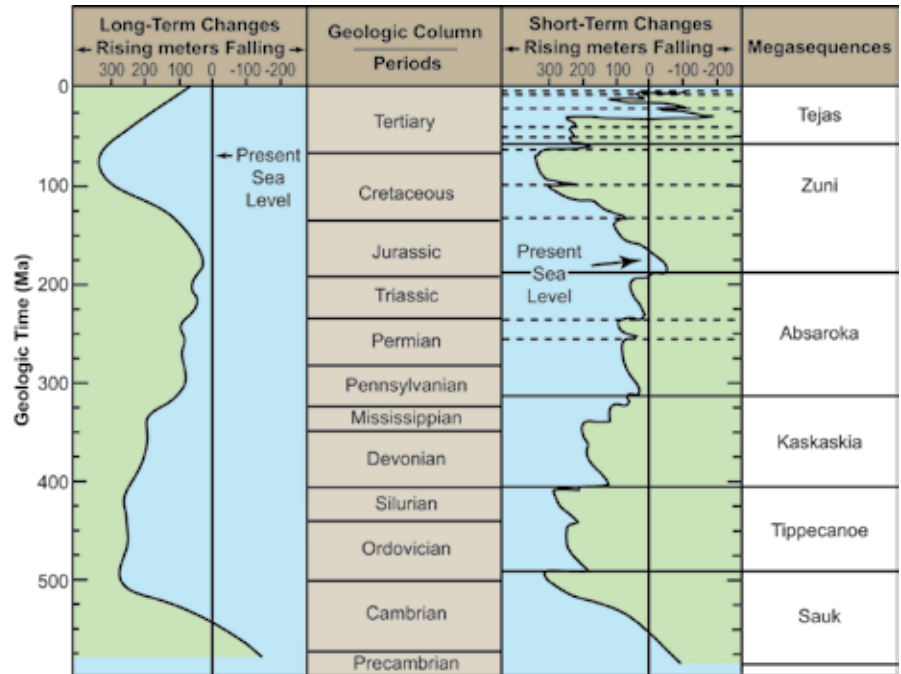 Long-Term Changes
← Rising meters Falling →
300 200 100 0 -100 -200
Geologic Column
Periods
Short-Term Changes
← Rising meters Falling →
300 200 100 0 -100 -200
Megasequences
Geologic Time (Ma)
0
100
200
300
400
500
← Present
Sea
Level
Tertiary
Cretaceous
Jurassic
Triassic
Permian
Pennsylvanian
Mississippian
Devonian
Silurian
Ordovician
Cambrian
Precambrian
Present
Sea
Level
Tejas
Zuni
Absaroka
Kaskaskia
Tippecanoe
Sauk